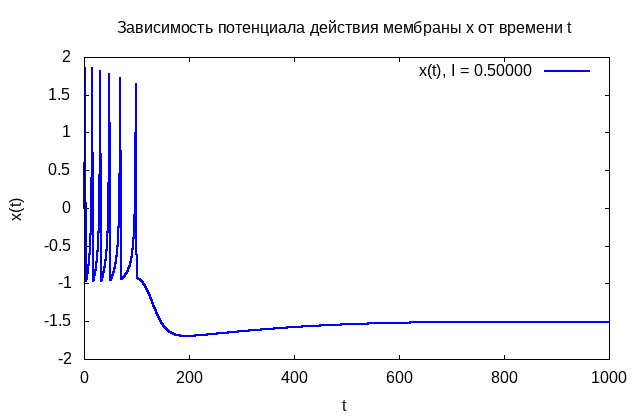 Зависимость потенциала действия мембраны x от времени t
x(t), I = 0.50000
2
1.5
1
0.5
0
-0.5
-1
-1.5
-2
x(t)
0 200 400 600 800 1000
t